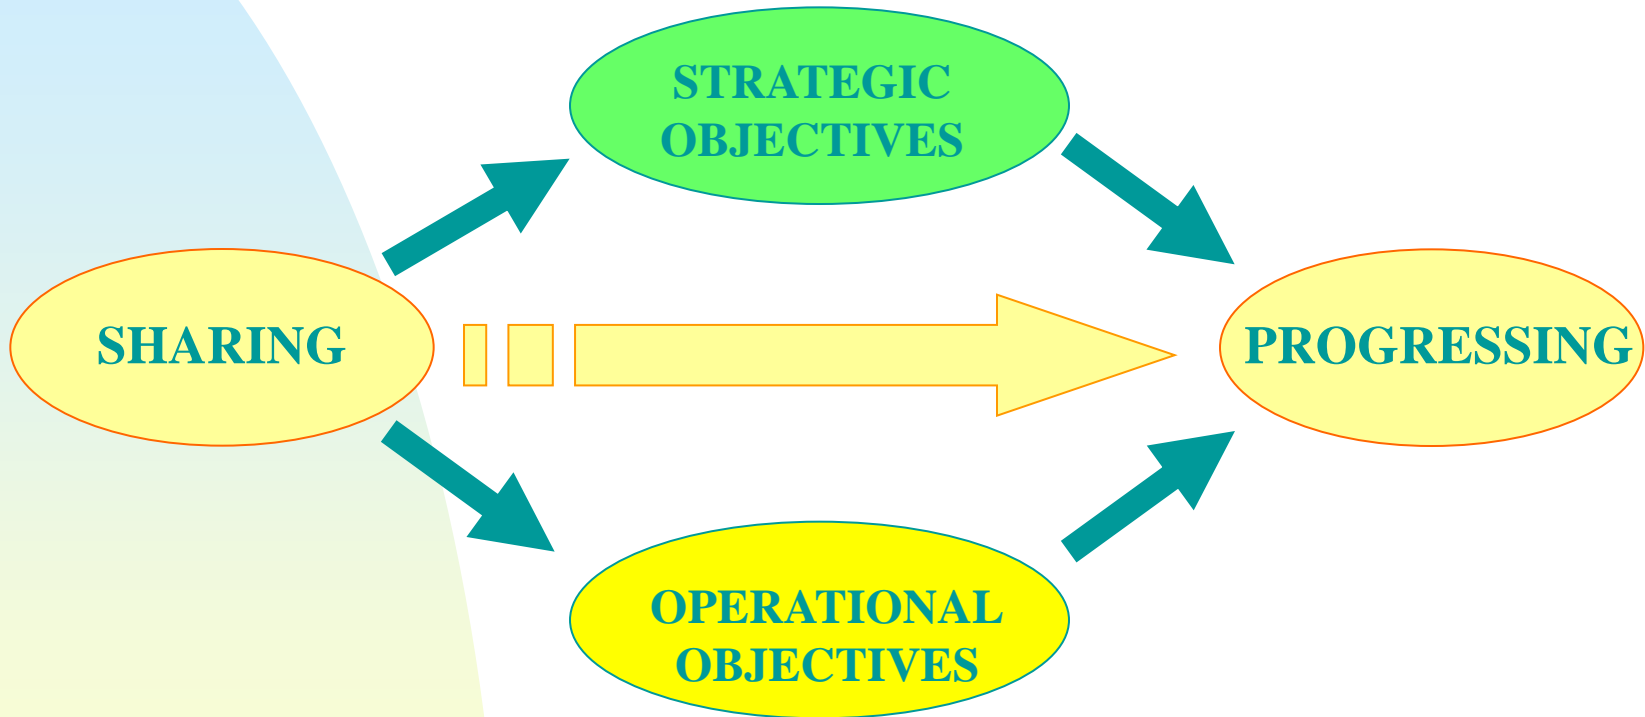 STRATEGIC
OBJECTIVES
SHARING
PROGRESSING
OPERATIONAL
OBJECTIVES